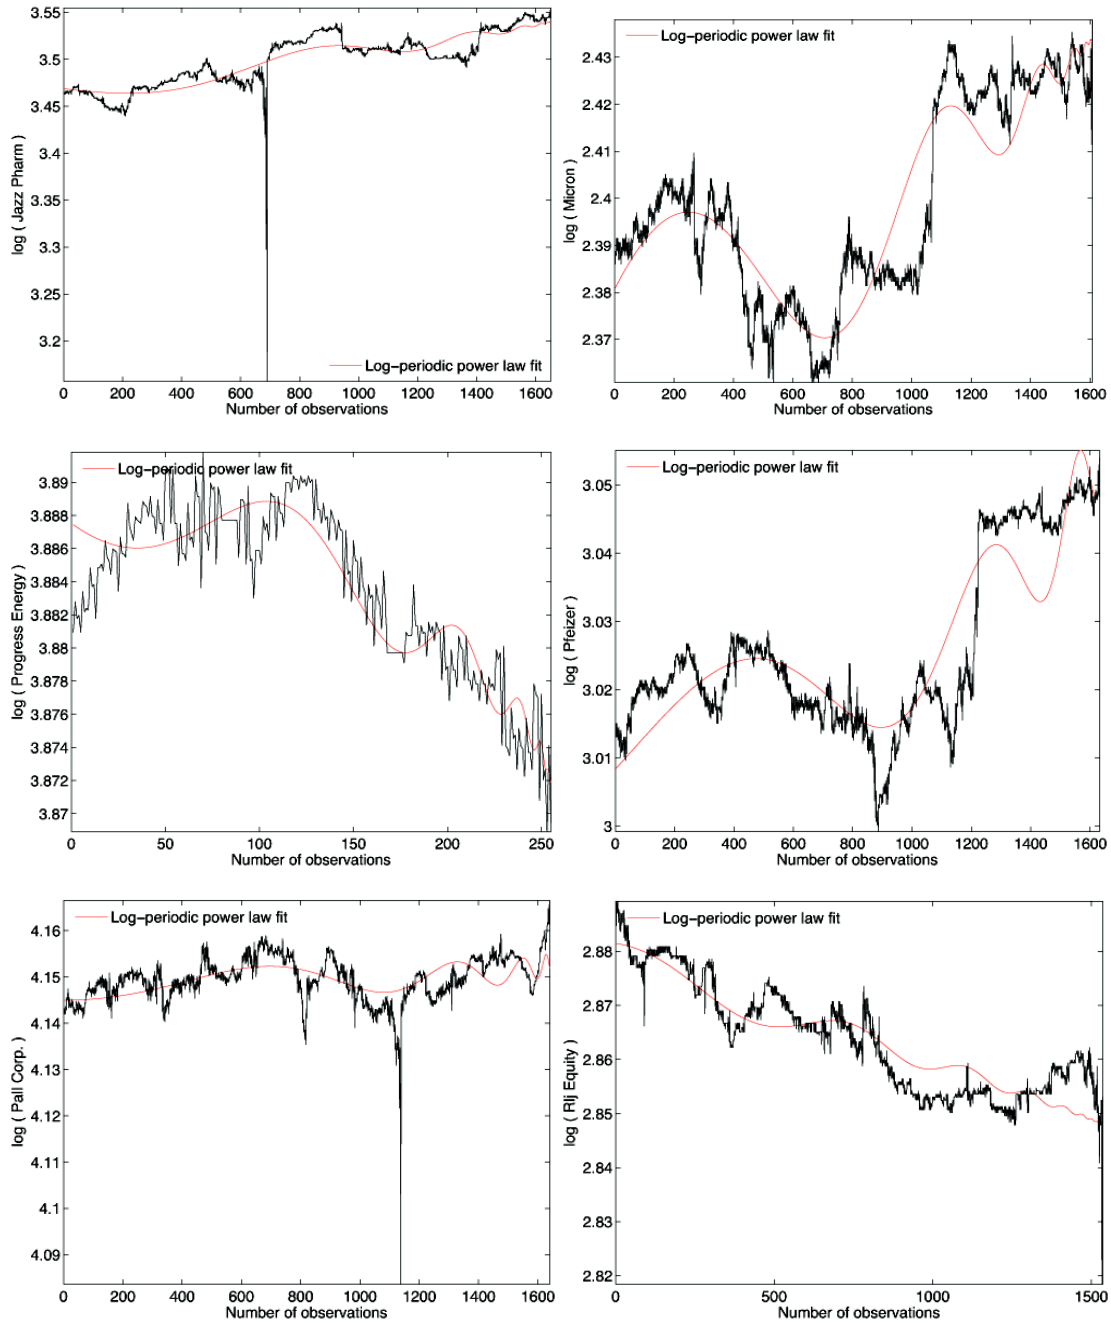 3.55
3.5
3.45
3.4
3.35
3.3
3.25
3.2
log ( Jazz Pharm )
Log-periodic power law fit
0 200 400 600 800 1000 1200 1400 1600
Number of observations
Log-periodic power law fit
2.43
2.42
2.41
2.4
2.39
2.38
2.37
log ( Micron )
0 200 400 600 800 1000 1200 1400 1600
Number of observations
Log-periodic power law fit
3.89
3.888
3.886
3.884
3.882
3.88
3.878
3.876
3.874
3.872
3.87
log ( Progress Energy )
0 50 100 150 200 250
Number of observations
Log-periodic power law fit
3.05
3.04
3.03
3.02
3.01
3
log ( Pfeizer )
0 200 400 600 800 1000 1200 1400 1600
Number of observations
Log-periodic power law fit
4.16
4.15
4.14
4.13
4.12
4.11
4.1
4.09
log ( Pall Corp. )
0 200 400 600 800 1000 1200 1400 1600
Number of observations
Log-periodic power law fit
2.88
2.87
2.86
2.85
2.84
2.83
2.82
log ( Rlj Equity )
0 500 1000 1500
Number of observations